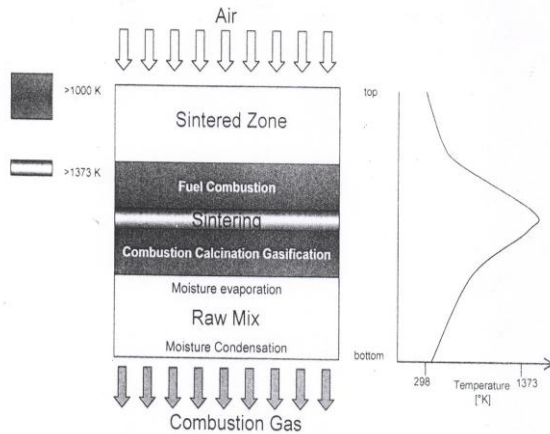 Air
>1000 K
>1373 K
Sintered Zone
Fuel Combustion
Sintering
Combustion Calcination Gasification
Moisture evaporation
Raw Mix
Moisture Condensation
Combustion Gas
top
bottom
298
Temperature
[°K]
1373